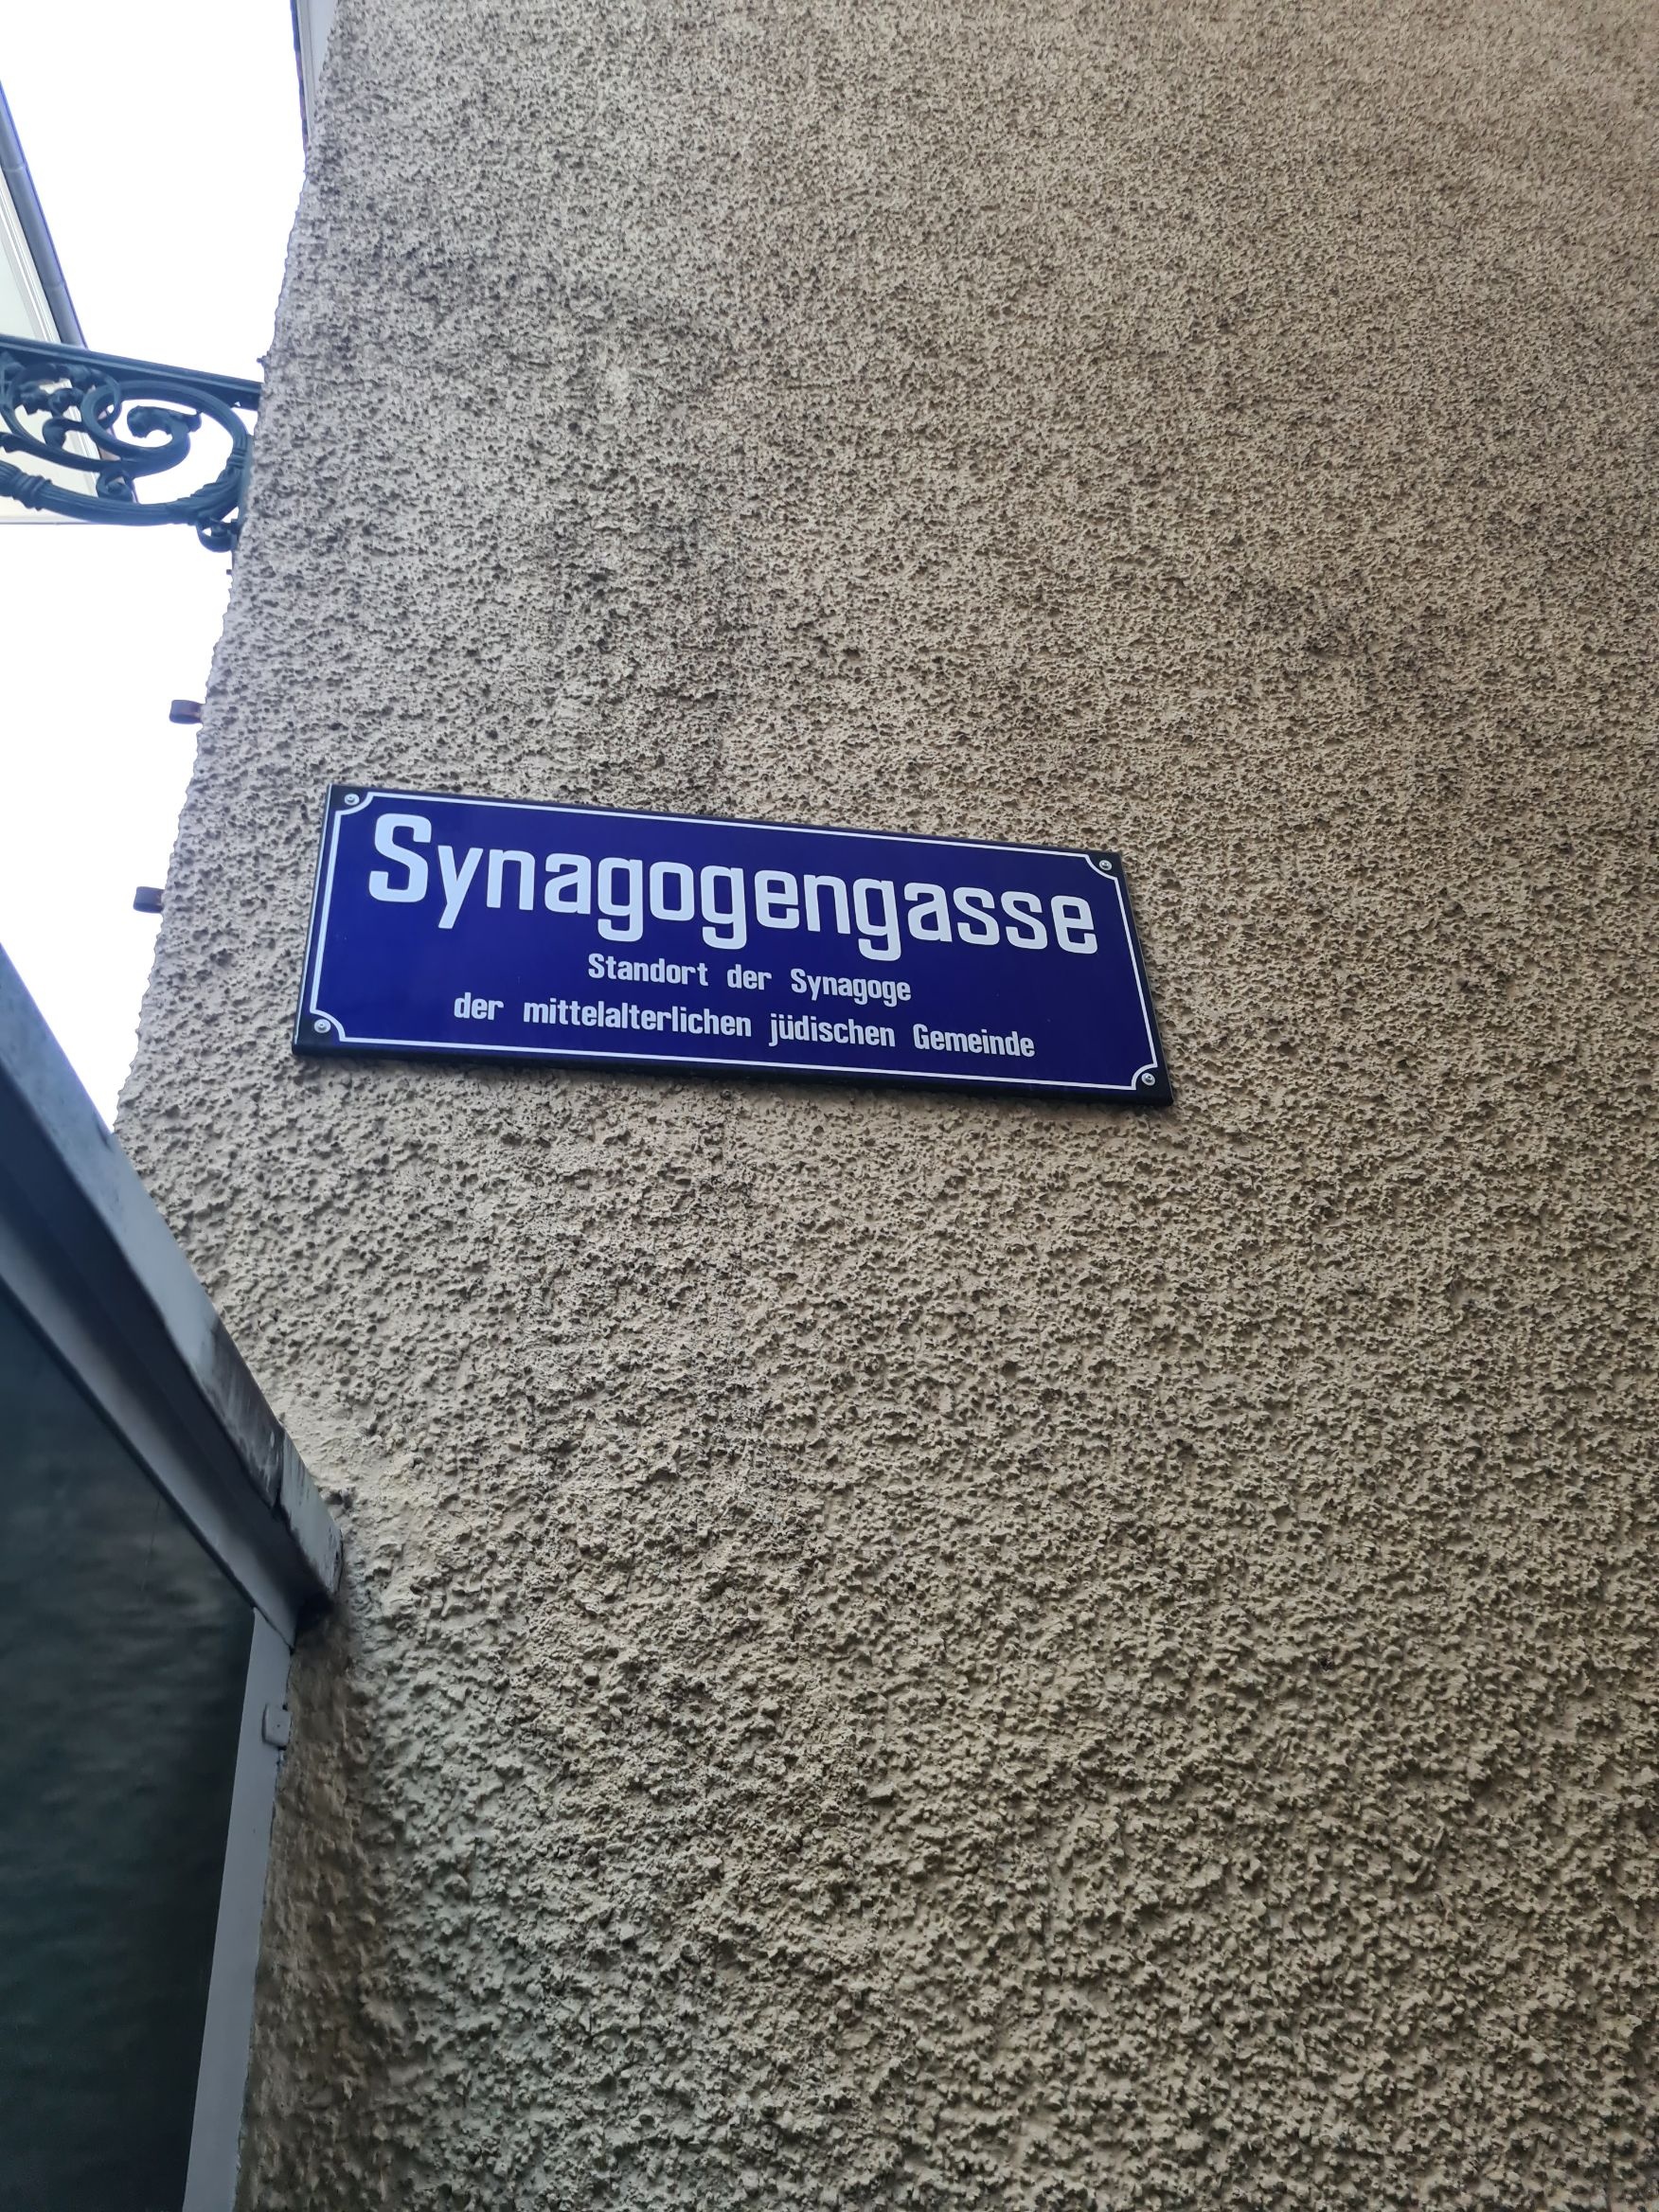 Synagogengasse
Standort der Synagoge
der mittelalterlichen jüdischen Gemeinde